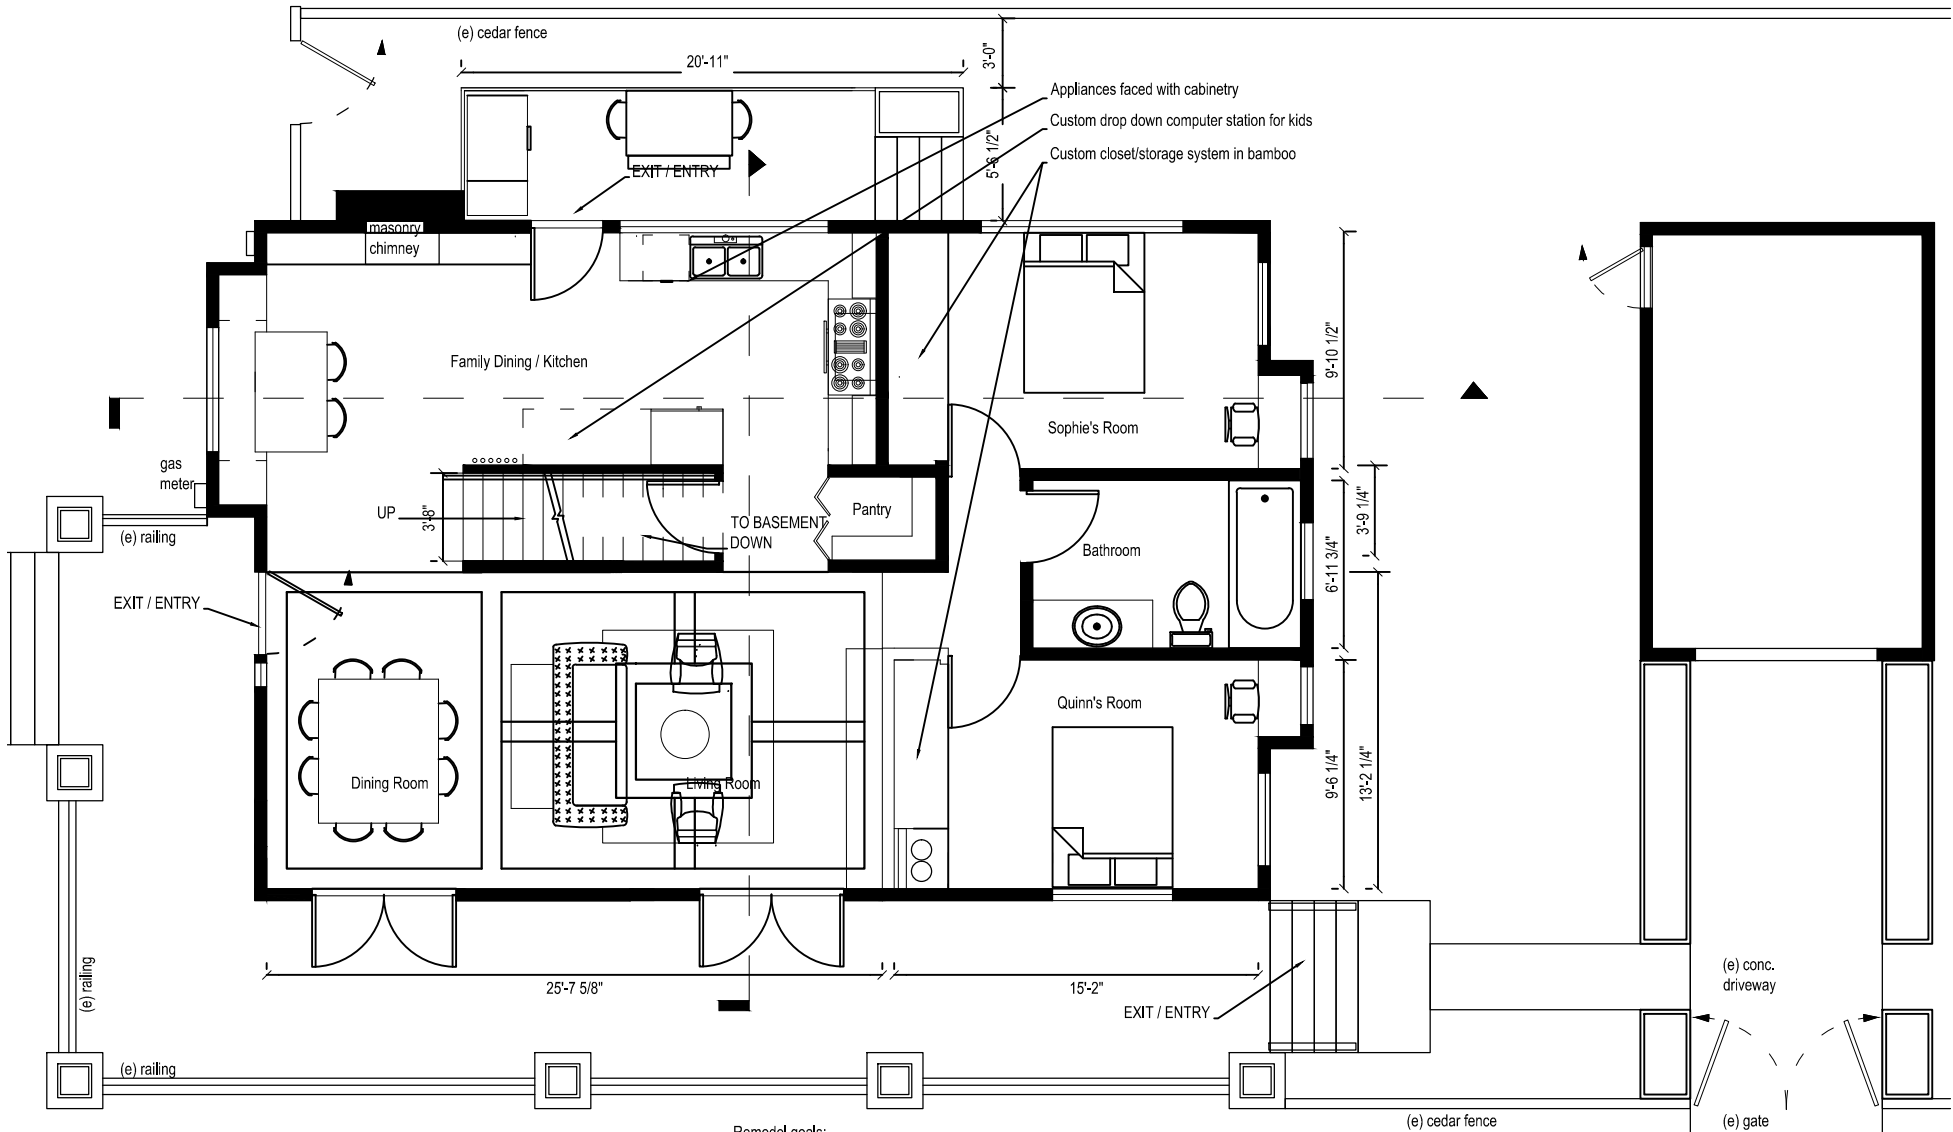 (e) cedar fence
20'-11"
3'-0"
Appliances faced with cabinetry
Custom drop down computer station for kids
Custom closet/storage system in bamboo
5'-6 1/2"
EXIT / ENTRY
masonry
chimney
Family Dining / Kitchen
Sophie's Room
9'-10 1/2"
gas
meter
UP
3'-8"
TO BASEMENT
DOWN
Pantry
(e) railing
Bathroom
3'-9 1/4"
6'-11 3/4"
EXIT / ENTRY
Quinn's Room
Dining Room
Living Room
9'-6 1/4"
13'-2 1/4"
25'-7 5/8"
15'-2"
(e) railing
EXIT / ENTRY
(e) conc.
driveway
(e) railing
(e) cedar fence
(e) gate
Remodel goals: